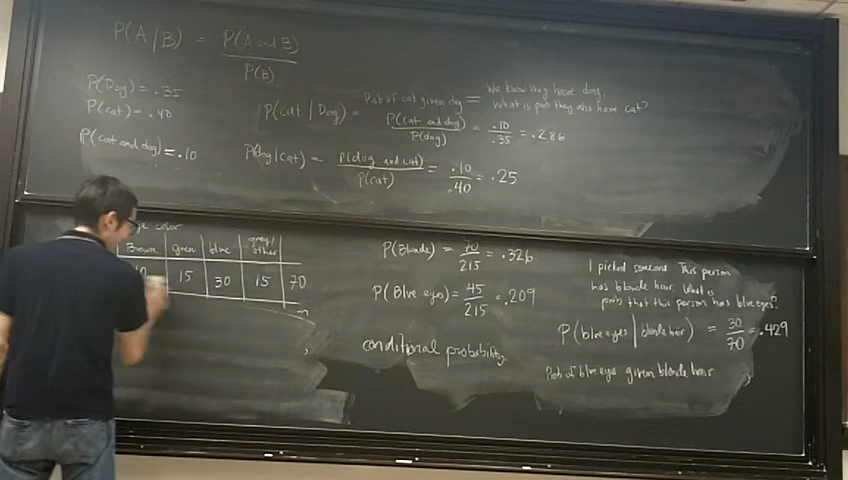 P(A|B) = P(A and B) / P(B)
P(Dog) = .35
P(cat) = .40
P(cat and dog) = .10
P(cat | Dog) = Prob of cat given dog = We know they have dog.
What is prob they also have cat?
P(cat and dog) / P(dog) = .10 / .35 = .286
P(dog | cat) = P(dog and cat) / P(cat) = .10 / .40 = .25
color
Brown green blue grey/other
15 30 15 70
P(Blonde) = 70 / 215 = .326
P(Blue eyes) = 45 / 215 = .209
conditional probability
I picked someone. This person
has blonde hair. What is
prob that this person has blue eyes?
P(blue eyes | blonde hair) = 30 / 70 = .429
Prob of blue eyes given blonde hair